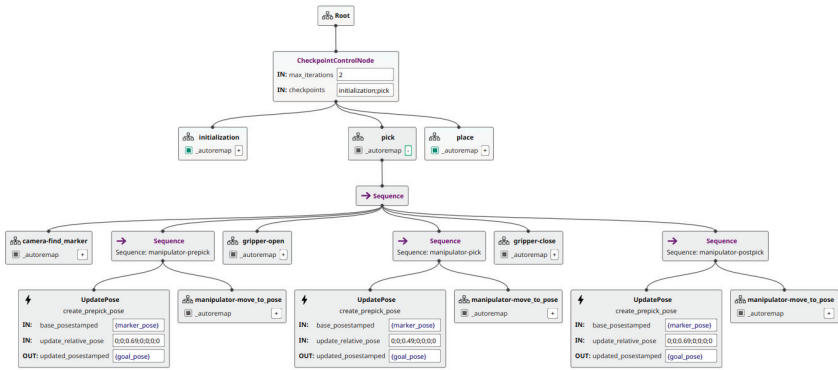 Root
CheckpointControlNode
IN: max_iterations 2
IN: checkpoints initialization;pick
initialization
_autoremap +
pick
_autoremap -
place
_autoremap +
Sequence
camera-find_marker
_autoremap +
Sequence
Sequence: manipulator-prepick
gripper-open
_autoremap +
Sequence
Sequence: manipulator-pick
gripper-close
_autoremap +
Sequence
Sequence: manipulator-postpick
UpdatePose
create_prepick_pose
IN: base_posestamped {marker_pose}
IN: update_relative_pose 0;0;0.69;0;0;0;0
OUT: updated_posestamped {goal_pose}
manipulator-move_to_pose
_autoremap +
UpdatePose
create_prepick_pose
IN: base_posestamped {marker_pose}
IN: update_relative_pose 0;0;0.49;0;0;0;0
OUT: updated_posestamped {goal_pose}
manipulator-move_to_pose
_autoremap +
UpdatePose
create_prepick_pose
IN: base_posestamped {marker_pose}
IN: update_relative_pose 0;0;0.69;0;0;0;0
OUT: updated_posestamped {goal_pose}
manipulator-move_to_pose
_autoremap +